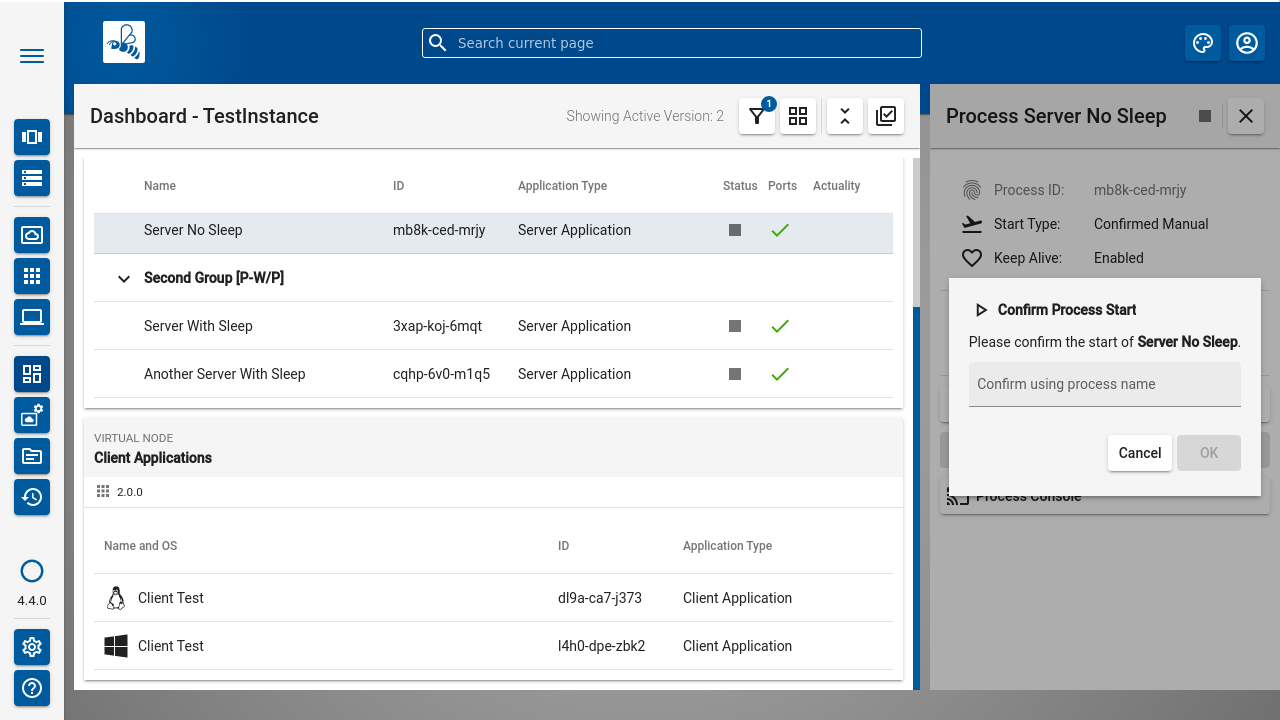 Search current page
Dashboard - TestInstance
Showing Active Version: 2
1
Name ID Application Type Status Ports Actuality
Server No Sleep mb8k-ced-mrjy Server Application
Second Group [P-W/P]
Server With Sleep 3xap-koj-6mqt Server Application
Another Server With Sleep cqhp-6v0-m1q5 Server Application
VIRTUAL NODE
Client Applications
2.0.0
Name and OS ID Application Type
Client Test dl9a-ca7-j373 Client Application
Client Test l4h0-dpe-zbk2 Client Application
Process Server No Sleep
Process ID: mb8k-ced-mrjy
Start Type: Confirmed Manual
Keep Alive: Enabled
Confirm Process Start
Please confirm the start of Server No Sleep.
Confirm using process name
Cancel OK
Process Console
4.4.0